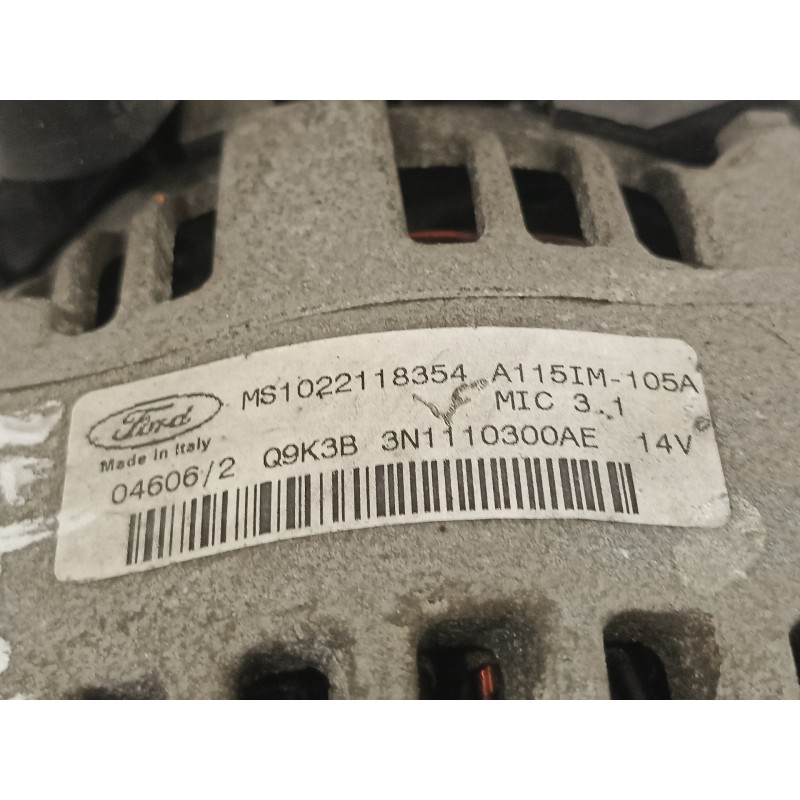 Ford MS1022118354 A115IM-105A
Made in Italy MIC 3.1
04606/2 Q9K3B 3N1110300AE 14V